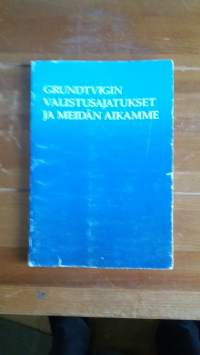 GRUNDTVIGIN
VALISTUSAJATUKSET
JA MEIDÄN AIKAMME